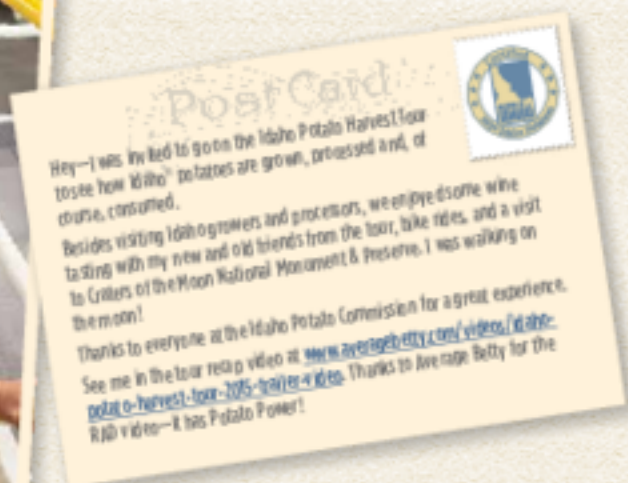 Post Card
Hey—I was invited to go on the Idaho Potato Harvest Tour
to see how Idaho® potatoes are grown, processed and, of
course, consumed.
Besides visiting Idaho growers and processors, we enjoyed some wine
tasting with my new and old friends from the tour, bike rides, and a visit
to Craters of the Moon National Monument & Preserve. I was walking on
the moon!
Thanks to everyone at the Idaho Potato Commission for a great experience.
See me in the tour recap video at www.averagebetty.com/videos/idaho-
potato-harvest-tour-2015-trailer-video. Thanks to Average Betty for the
RAD video—it has Potato Power!